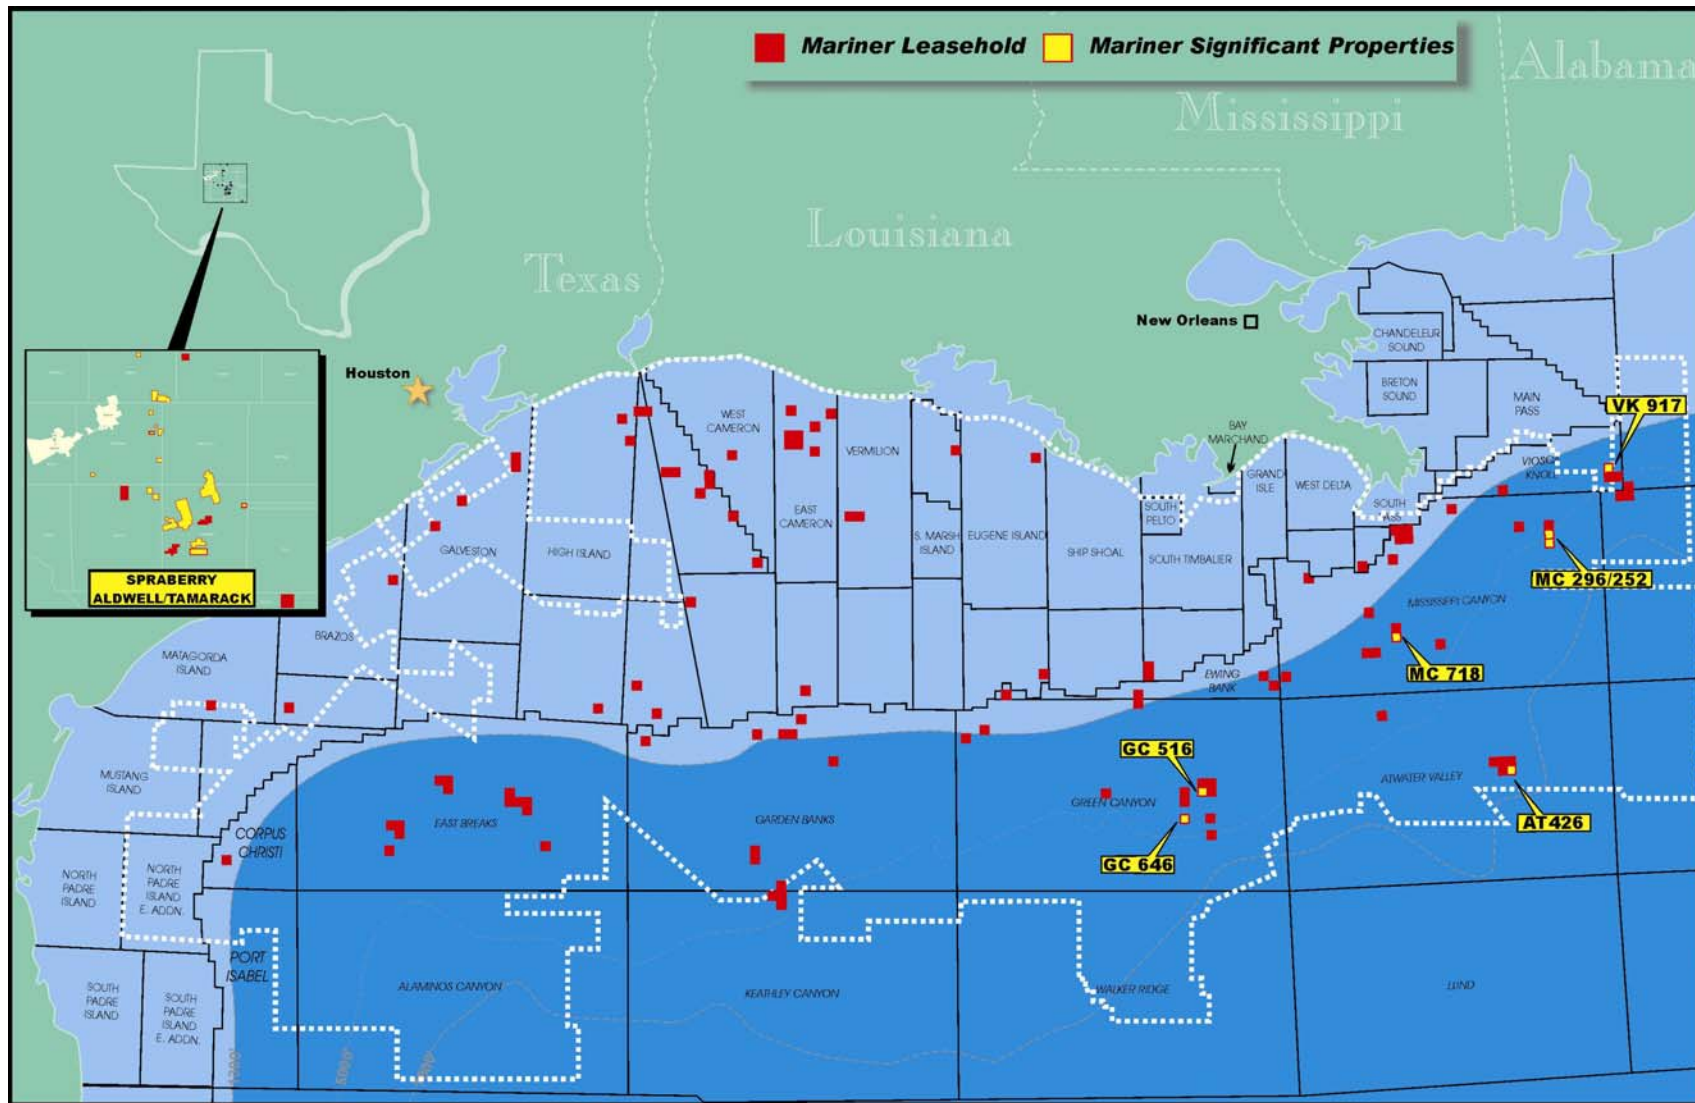 Mariner Leasehold
Mariner Significant Properties
Alabama
Mississippi
Louisiana
Texas
New Orleans
Houston
CHANDELEUR
SOUND
BRETON
SOUND
MAIN
PASS
VK 917
VIOSCA
KNOLL
WEST
CAMERON
VERMILION
BAY
MARCHAND
GRAND
ISLE
WEST DELTA
SOUTH
PELTO
SOUTH
PASS
EAST
CAMERON
S. MARSH
ISLAND
EUGENE ISLAND
SHIP SHOAL
SOUTH TIMBALIER
GALVESTON
HIGH ISLAND
MC 296/252
SPRABERRY
ALDWELL/TAMARACK
MISSISSIPPI CANYON
BRAZOS
MATAGORDA
ISLAND
MC 718
EWING
BANK
GC 516
MUSTANG
ISLAND
ATWATER VALLEY
GREEN CANYON
EAST BREAKS
GARDEN BANKS
AT426
CORPUS
CHRISTI
GC 646
NORTH
PADRE
ISLAND
NORTH
PADRE
ISLAND
E. ADDN.
PORT
ISABEL
SOUTH
PADRE
ISLAND
SOUTH
PADRE
ISLAND
E. ADDN.
ALAMINOS CANYON
KEATHLEY CANYON
WALKER RIDGE
LUND